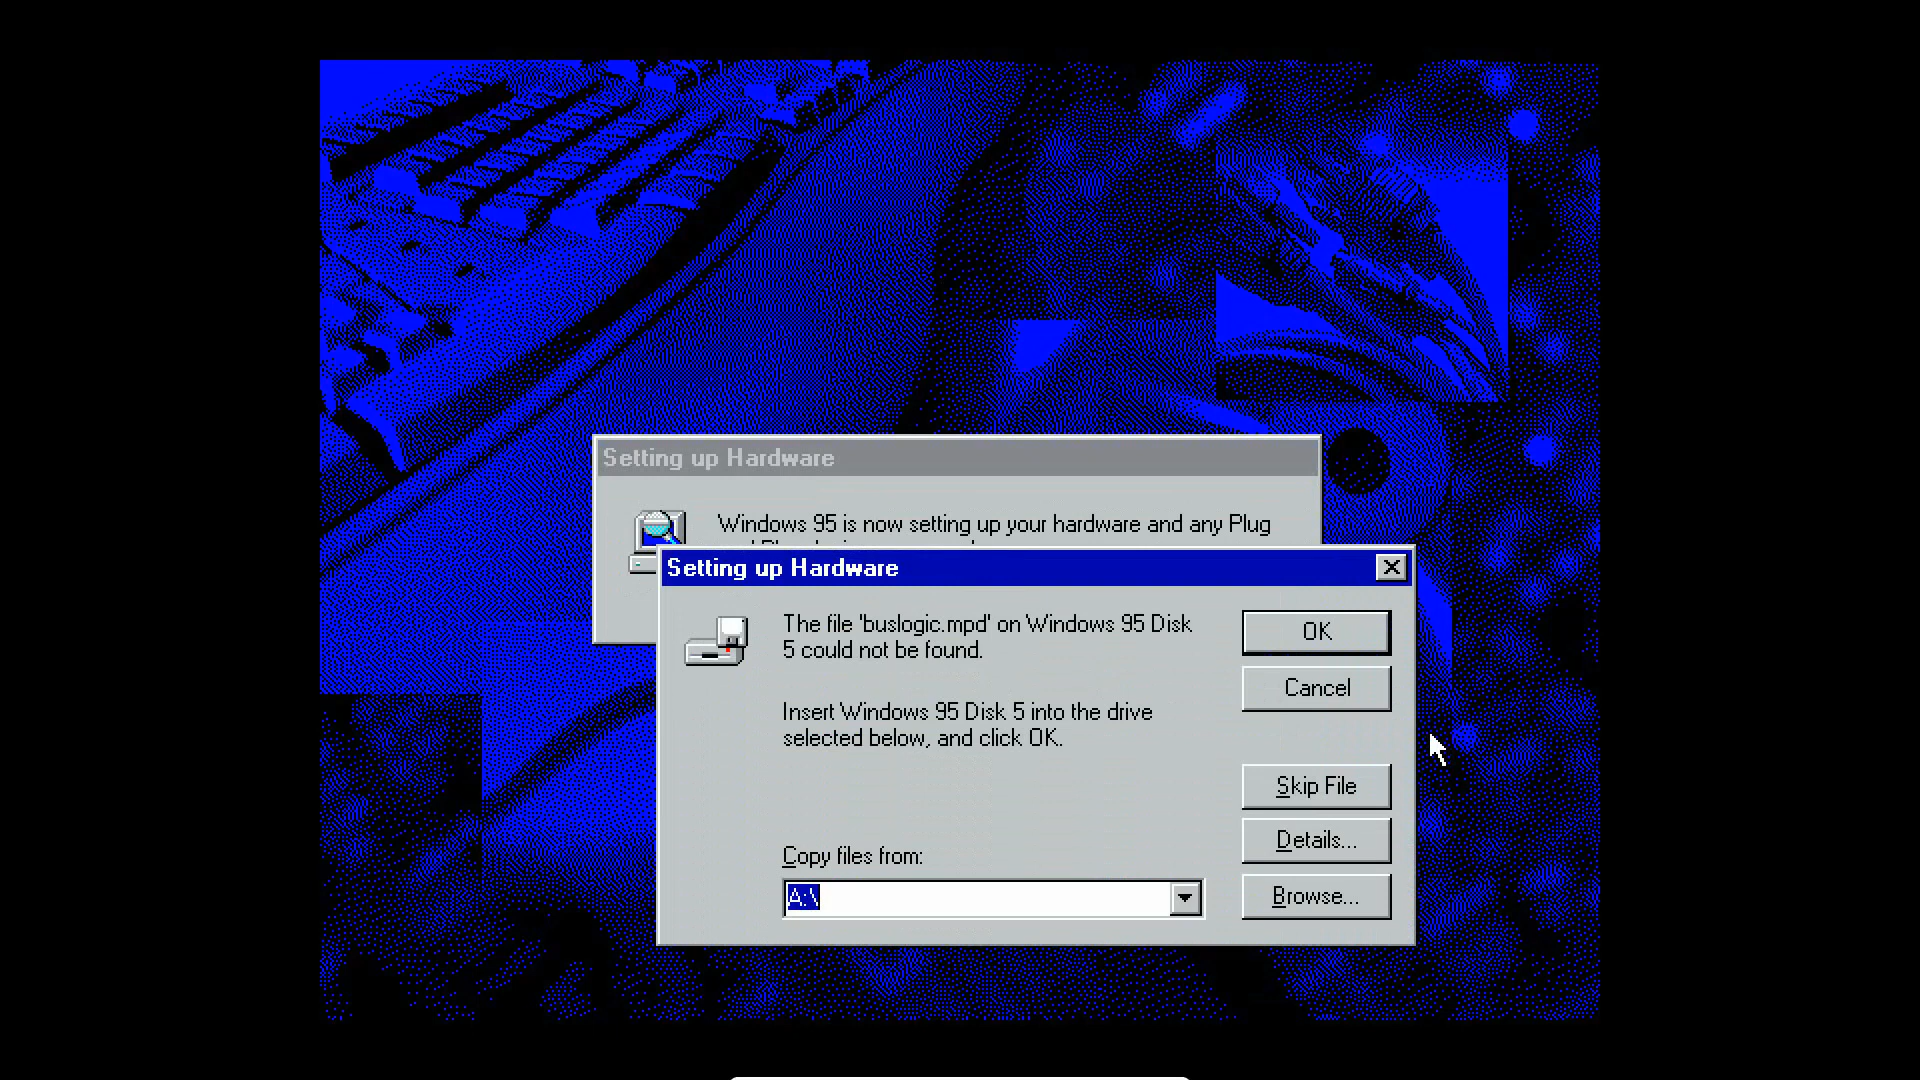 Setting up Hardware
Windows 95 is now setting up your hardware and any Plug
Setting up Hardware
The file 'buslogic.mpd' on Windows 95 Disk
5 could not be found.
Insert Windows 95 Disk 5 into the drive
selected below, and click OK.
Copy files from:
A:\
OK
Cancel
Skip File
Details...
Browse...